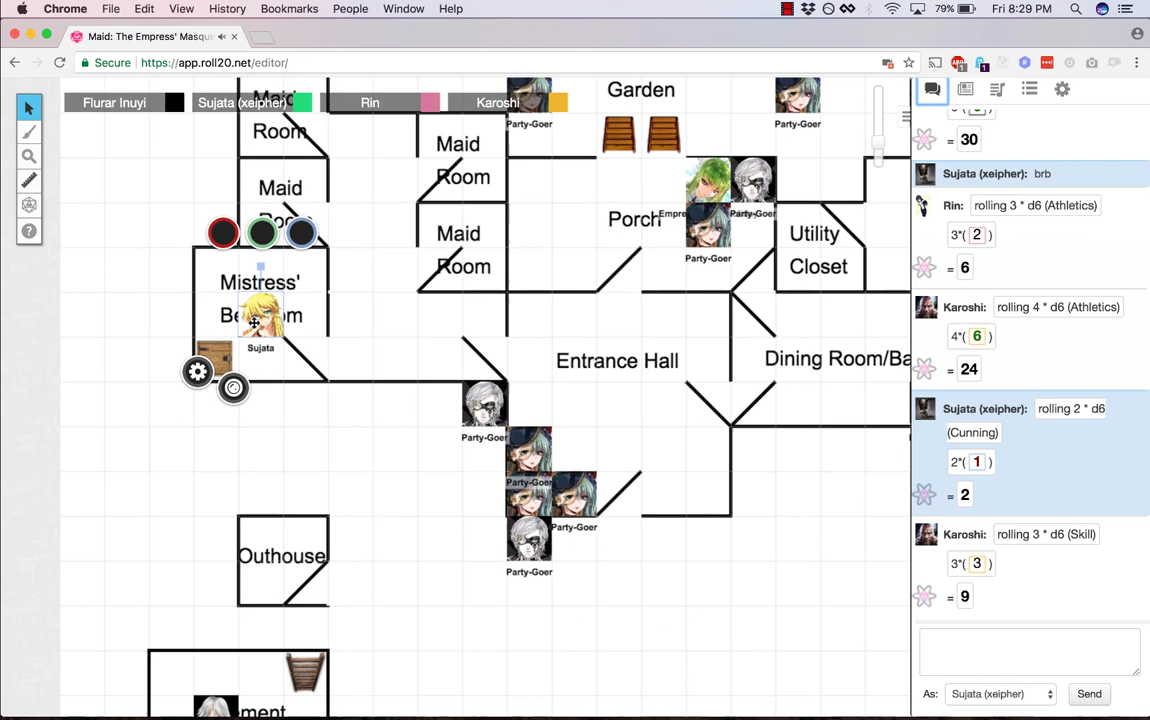 Chrome File Edit View History Bookmarks People Window Help
79% Fri 8:29 PM
Maid: The Empress' Masque
Secure https://app.roll20.net/editor/
Flurar Inuyi
Sujata (xeipher)
Rin
Karoshi
Maid
Room
Party-Goer
Garden
Party-Goer
Maid
Room
Maid
Room
Porch
Party-Goer
Party-Goer
Utility
Closet
Maid
Room
Mistress'
Sujata
Entrance Hall
Dining Room/Ba
Party-Goer
Party-Goer
Party-Goer
Party-Goer
Outhouse
= 30
Sujata (xeipher): brb
Rin: rolling 3 * d6 (Athletics)
3*( 2 )
= 6
Karoshi: rolling 4 * d6 (Athletics)
4*( 6 )
= 24
Sujata (xeipher): rolling 2 * d6
(Cunning)
2*( 1 )
= 2
Karoshi: rolling 3 * d6 (Skill)
3*( 3 )
= 9
As: Sujata (xeipher) Send